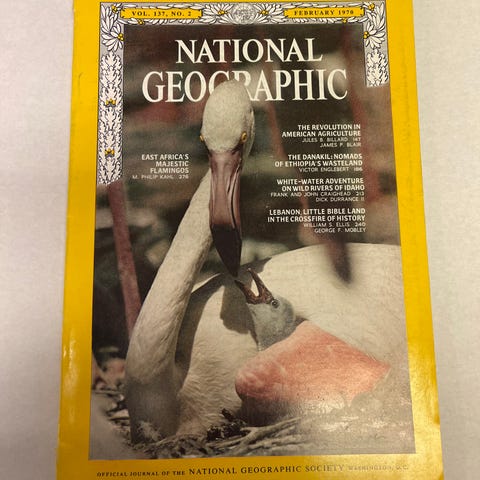 VOL. 137, NO. 2
FEBRUARY 1970
NATIONAL
GEOGRAPHIC
THE REVOLUTION IN
AMERICAN AGRICULTURE
JULES B. BILLARD 147
JAMES P. BLAIR
EAST AFRICA'S
MAJESTIC
FLAMINGOS
M. PHILIP KAHL 276
THE DANAKIL: NOMADS
OF ETHIOPIA'S WASTELAND
VICTOR ENGLEBERT 186
WHITE-WATER ADVENTURE
ON WILD RIVERS OF IDAHO
FRANK AND JOHN CRAIGHEAD 213
DICK DURRANCE II
LEBANON, LITTLE BIBLE LAND
IN THE CROSSFIRE OF HISTORY
WILLIAM S. ELLIS 240
GEORGE F. MOBLEY
OFFICIAL JOURNAL OF THE NATIONAL GEOGRAPHIC SOCIETY WASHINGTON, D.C.